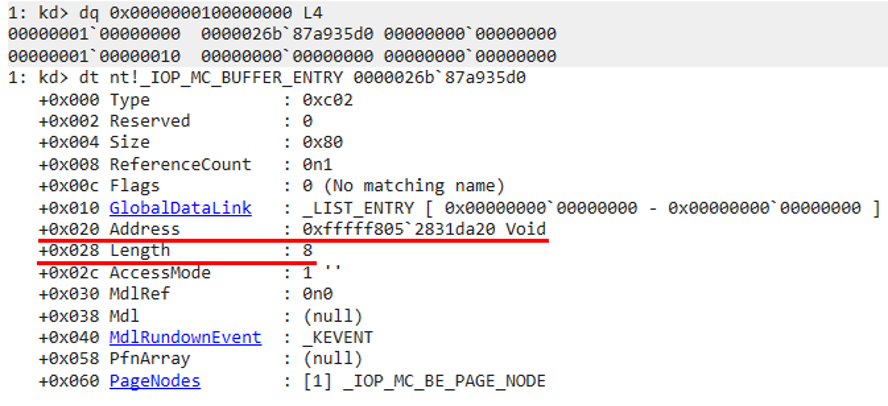 1: kd> dq 0x0000000100000000 L4
00000001`00000000  0000026b`87a935d0 00000000`00000000
00000001`00000010  00000000`00000000 00000000`00000000
1: kd> dt nt!_IOP_MC_BUFFER_ENTRY 0000026b`87a935d0
   +0x000 Type             : 0xc02
   +0x002 Reserved         : 0
   +0x004 Size             : 0x80
   +0x008 ReferenceCount   : 0n1
   +0x00c Flags            : 0 (No matching name)
   +0x010 GlobalDataLink   : _LIST_ENTRY [ 0x00000000`00000000 - 0x00000000`00000000 ]
   +0x020 Address          : 0xfffff805`2831da20 Void
   +0x028 Length           : 8
   +0x02c AccessMode       : 1 ''
   +0x030 MdlRef           : 0n0
   +0x038 Mdl              : (null)
   +0x040 MdlRundownEvent  : _KEVENT
   +0x058 PfnArray         : (null)
   +0x060 PageNodes        : [1] _IOP_MC_BE_PAGE_NODE